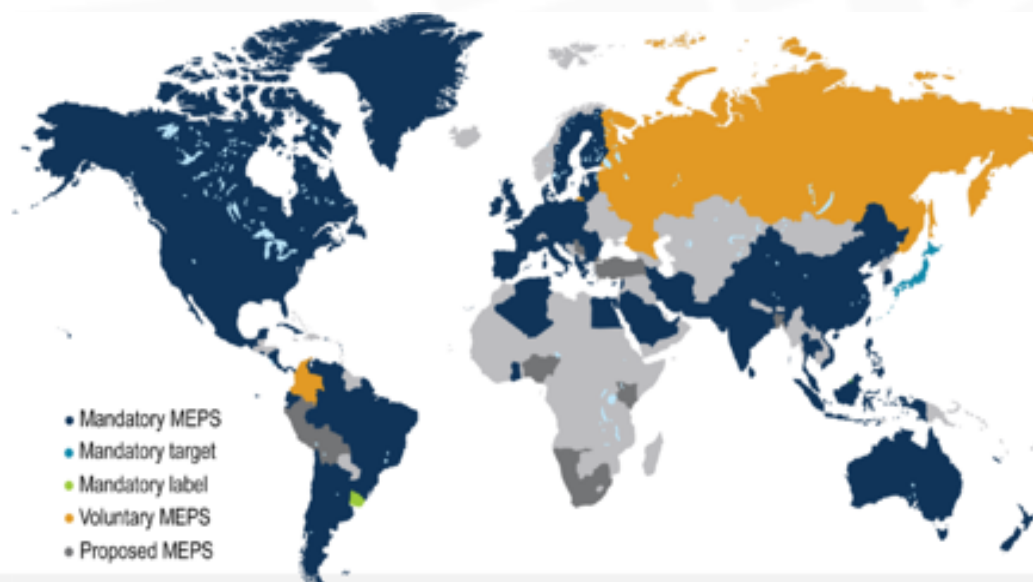 Mandatory MEPS
Mandatory target
Mandatory label
Voluntary MEPS
Proposed MEPS